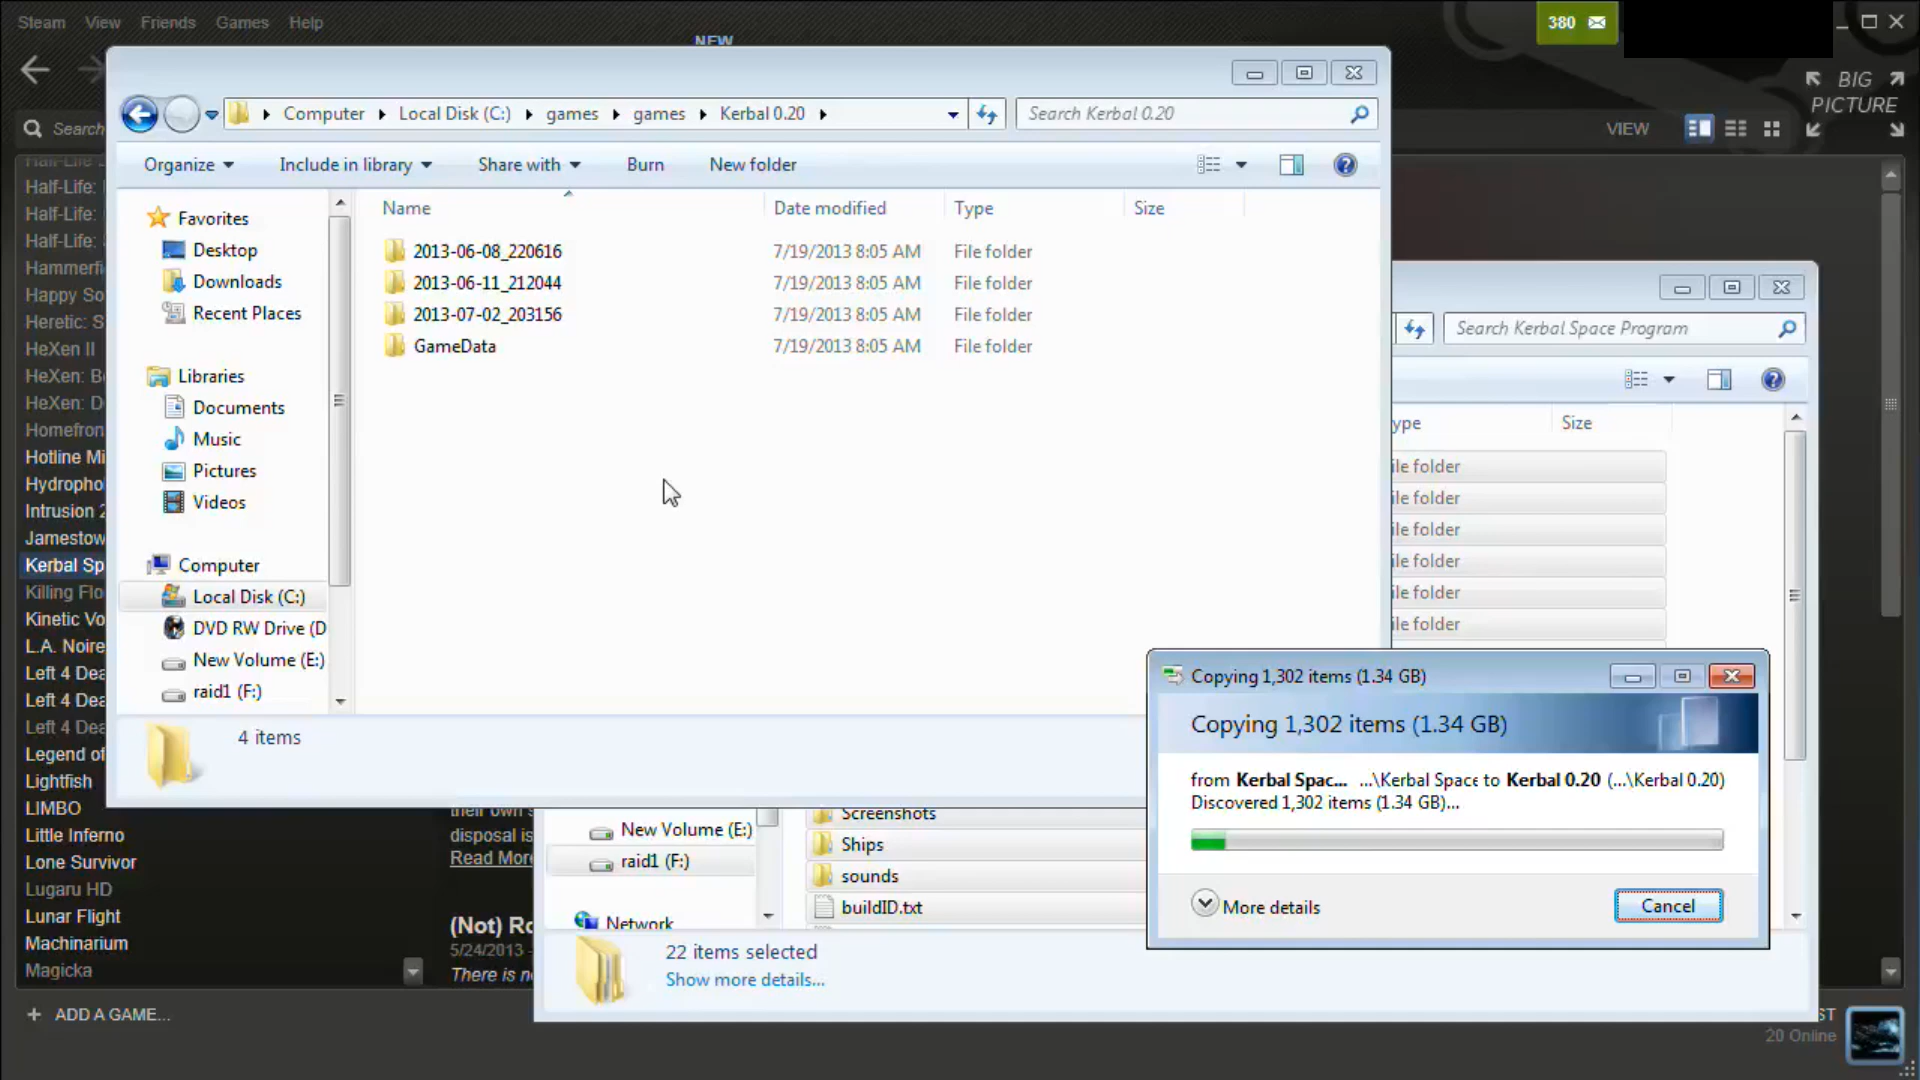 Steam View Friends Games Help
380
NEW
BIG PICTURE
VIEW
Search
Computer Local Disk (C:) games games Kerbal 0.20
Search Kerbal 0.20
Organize Include in library Share with Burn New folder
Name Date modified Type Size
2013-06-08_220616 7/19/2013 8:05 AM File folder
2013-06-11_212044 7/19/2013 8:05 AM File folder
2013-07-02_203156 7/19/2013 8:05 AM File folder
GameData 7/19/2013 8:05 AM File folder
Favorites
Desktop
Downloads
Recent Places
Libraries
Documents
Music
Pictures
Videos
Computer
Local Disk (C:)
DVD RW Drive (D
New Volume (E:)
raid1 (F:)
4 items
Half-Life:
Half-Life:
Half-Life:
Hammerfi
Happy So
Heretic: S
HeXen II
HeXen: B
HeXen: D
Homefron
Hotline Mi
Hydropho
Intrusion 2
Jamestow
Kerbal Sp
Killing Flo
Kinetic Vo
L.A. Noire
Left 4 Dea
Left 4 Dea
Left 4 Dea
Legend of
Lightfish
LIMBO
Little Inferno
Lone Survivor
Lugaru HD
Lunar Flight
Machinarium
Magicka
+ ADD A GAME...
their own s
disposal is
Read More
(Not) Ro
5/24/2013 -
There is n
Search Kerbal Space Program
ype Size
ile folder
ile folder
ile folder
ile folder
ile folder
ile folder
New Volume (E:)
raid1 (F:)
Network
Screenshots
Ships
sounds
buildID.txt
22 items selected
Show more details...
Copying 1,302 items (1.34 GB)
Copying 1,302 items (1.34 GB)
from Kerbal Spac... ...\Kerbal Space to Kerbal 0.20 (...\Kerbal 0.20)
Discovered 1,302 items (1.34 GB)...
More details
Cancel
ST
20 Online